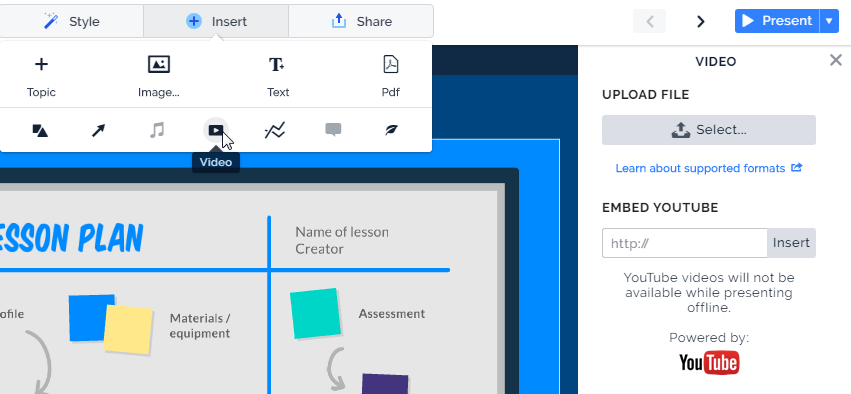 Style
Insert
Share
Present
Topic
Image...
Text
Pdf
Video
ESSON PLAN
Name of lesson
Creator
ofile
Materials /
equipment
Assessment
VIDEO
UPLOAD FILE
Select...
Learn about supported formats
EMBED YOUTUBE
http://
Insert
YouTube videos will not be
available while presenting
offline.
Powered by:
YouTube